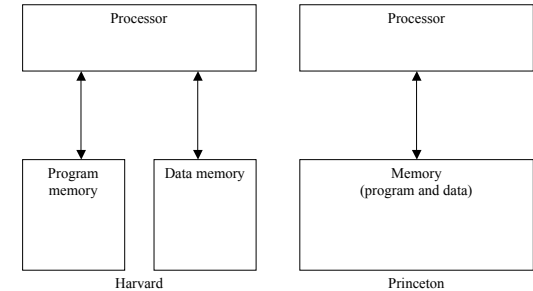 Processor
Program
memory
Data memory
Harvard
Processor
Memory
(program and data)
Princeton